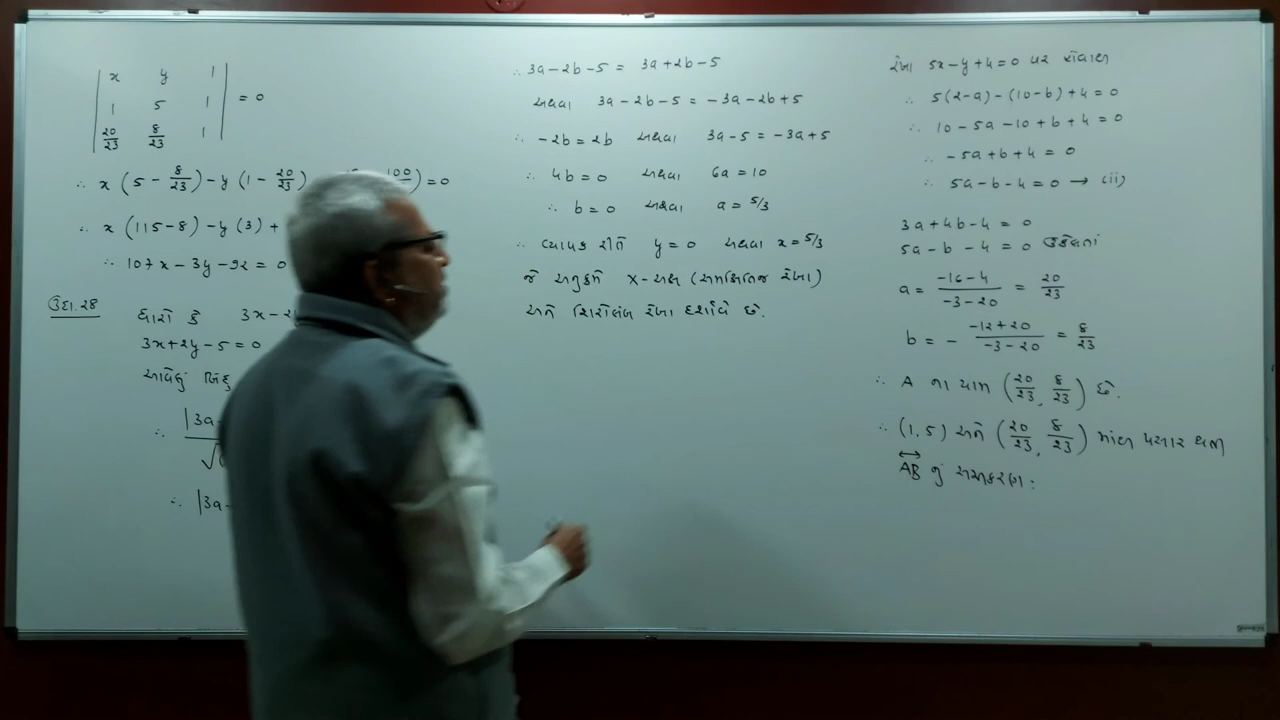 | x y 1 |
| 1 5 1 | = 0
| 20/23 8/23 1 |
∴ x (5 - 8/23) - y (1 - 20/23) 100 = 0
∴ x (115 - 8) - y (3) +
∴ 107x - 3y - 92 = 0
ઉદા. 28 ધારો કે 3x - 2
3x + 2y - 5 = 0
આવેલું બિંદુ
∴ |3a
√
∴ |3a -
∴ 3a - 2b - 5 = 3a + 2b - 5
અથવા 3a - 2b - 5 = -3a - 2b + 5
∴ -2b = 2b અથવા 3a - 5 = -3a + 5
∴ 4b = 0 અથવા 6a = 10
∴ b = 0 અથવા a = 5/3
∴ વ્યાપક રીતે y = 0 અથવા x = 5/3
જે અનુક્રમે X-અક્ષ (સમક્ષિતિજ રેખા)
અને શિરોલંબ રેખા દર્શાવે છે.
રેખા 5x - y + 4 = 0 પર હોવાથી
∴ 5(2 - a) - (10 - b) + 4 = 0
∴ 10 - 5a - 10 + b + 4 = 0
∴ -5a + b + 4 = 0
∴ 5a - b - 4 = 0 → (ii)
3a + 4b - 4 = 0
5a - b - 4 = 0 ઉકેલતાં
a = (-16 - 4)/(-3 - 20) = 20/23
b = - (-12 + 20)/(-3 - 20) = 8/23
∴ A ના યામ (20/23, 8/23) છે.
∴ (1, 5) અને (20/23, 8/23) માંથી પસાર થતી
↔
AB નું સમીકરણ :